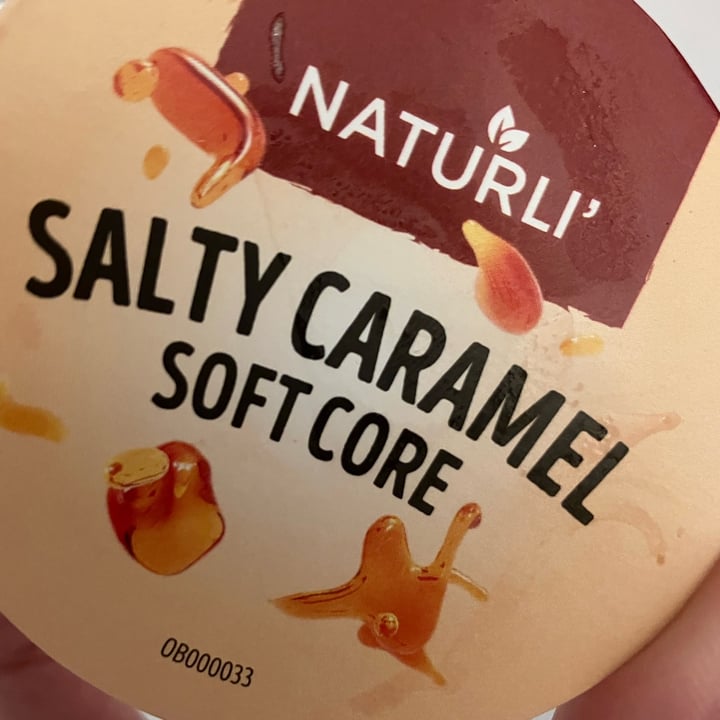 NATURLI'
SALTY CARAMEL
SOFT CORE
OB000033